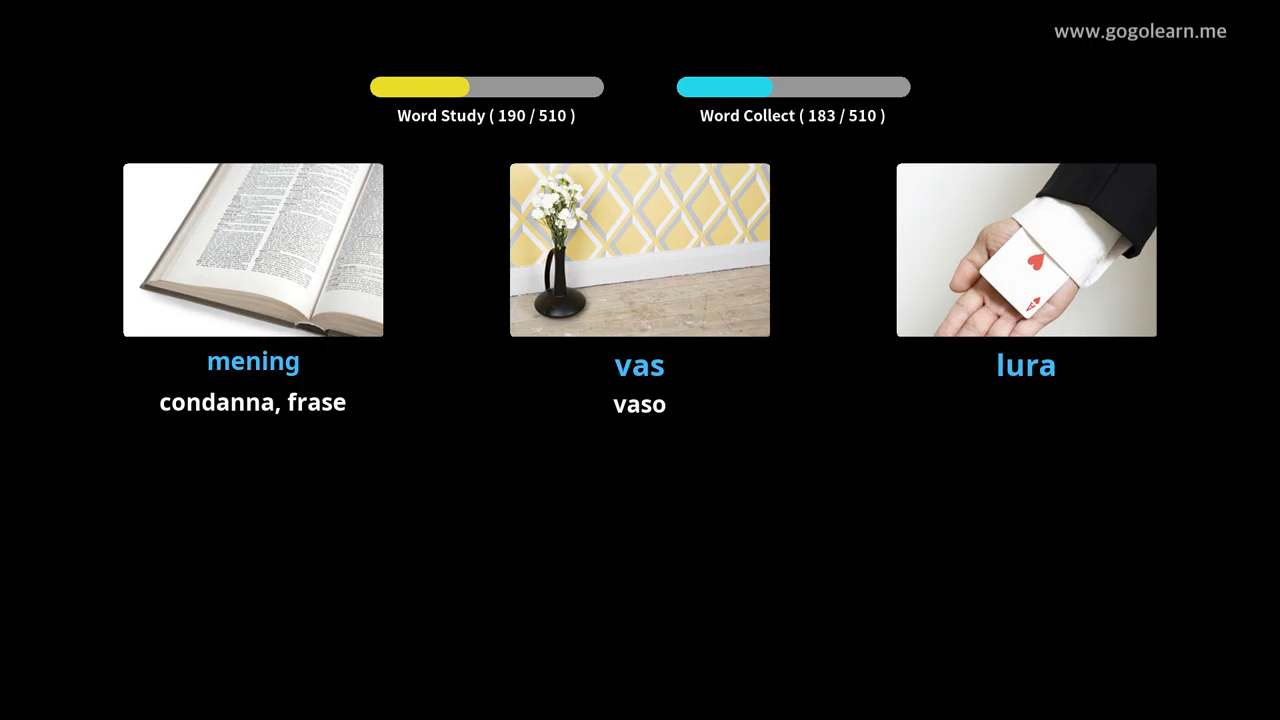 www.gogolearn.me
Word Study ( 190 / 510 )
Word Collect ( 183 / 510 )
mening
condanna, frase
vas
vaso
lura